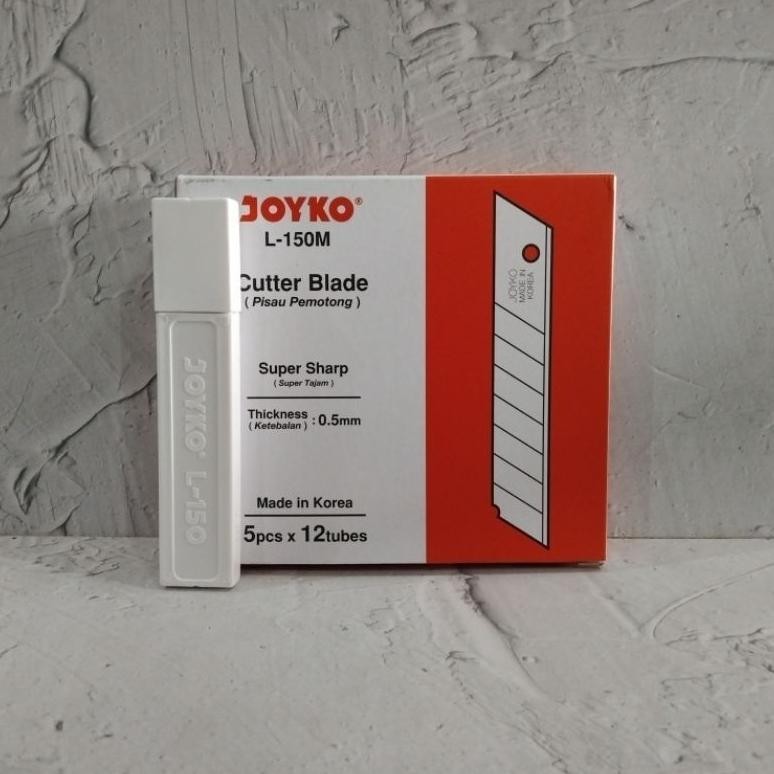 JOYKO®
L-150M
Cutter Blade
( Pisau Pemotong )
Super Sharp
( Super Tajam )
Thickness : 0.5mm
( Ketebalan )
Made in Korea
5pcs x 12tubes
JOYKO
MADE IN
KOREA
JOYKO® L-150